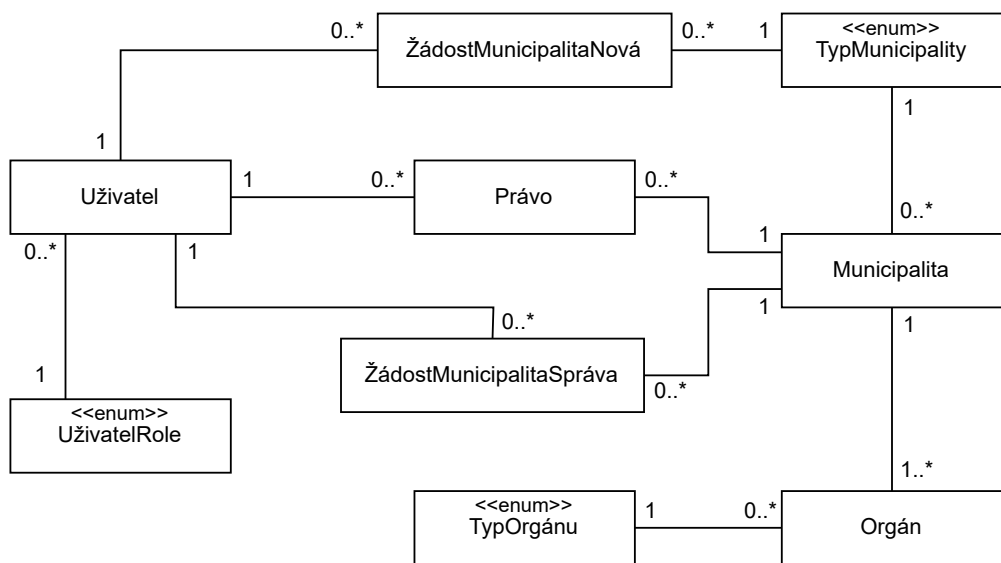 0..*
ŽádostMunicipalitaNová
0..*
1
<<enum>>
TypMunicipality
1
1
Uživatel
1
0..*
Právo
0..*
0..*
1
Municipalita
0..*
1
0..*
ŽádostMunicipalitaSpráva
0..*
1
1
1
<<enum>>
UživatelRole
1..*
<<enum>>
TypOrgánu
1
0..*
Orgán